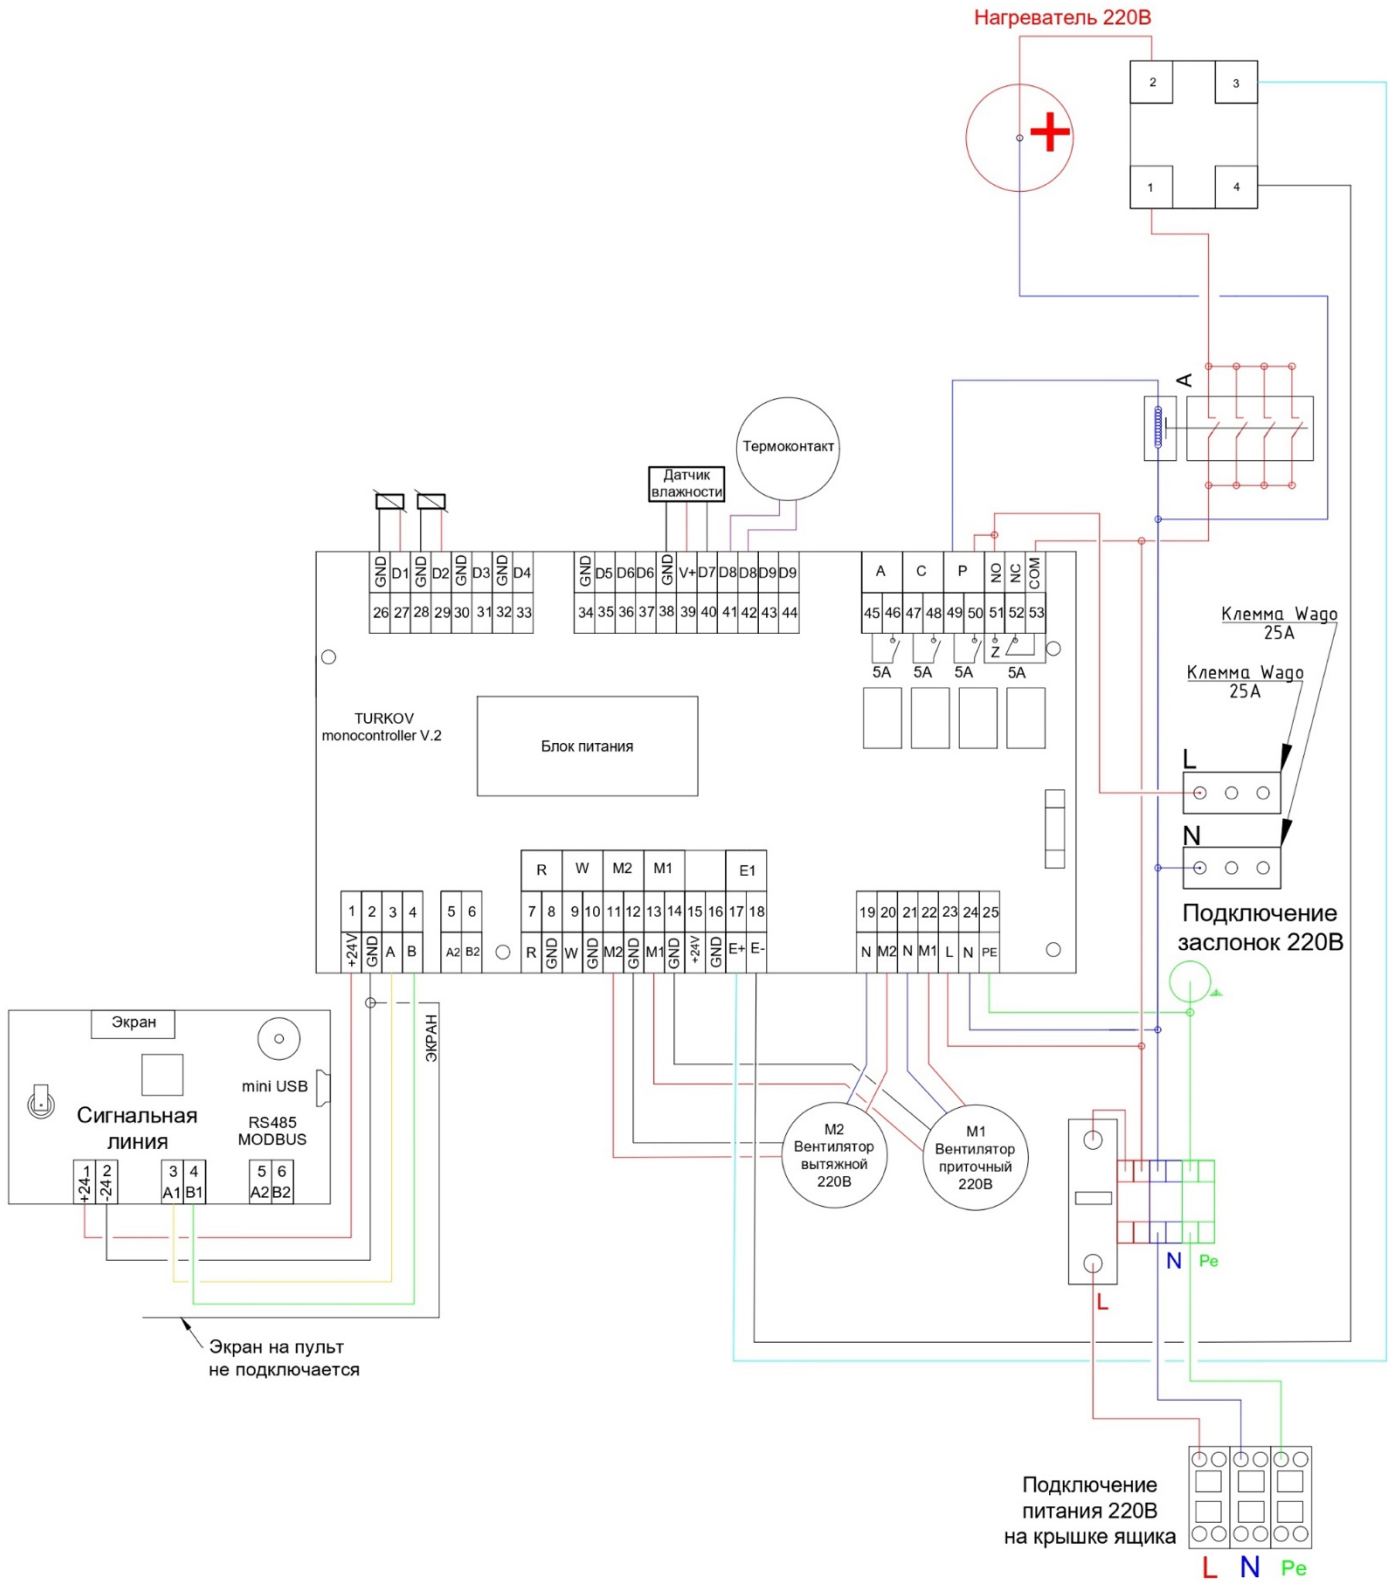 Нагреватель 220В
2
3
1
4
A
Термоконтакт
Датчик
влажности
GND D1 GND D2 GND D3 GND D4
26 27 28 29 30 31 32 33
GND D5 D6 D6 GND V+ D7 D8 D8 D9 D9
34 35 36 37 38 39 40 41 42 43 44
A C P NO NC COM
45 46 47 48 49 50 51 52 53
Z
5A 5A 5A 5A
Клемма Wago
25А
Клемма Wago
25А
TURKOV
monocontroller V.2
Блок питания
L
N
Подключение
заслонок 220В
R W M2 M1 E1
1 2 3 4 5 6 7 8 9 10 11 12 13 14 15 16 17 18 19 20 21 22 23 24 25
+24V GND A B A2 B2 R GND W GND M2 GND M1 GND +24V GND E+ E- N M2 N M1 L N PE
Экран
ЭКРАН
mini USB
Сигнальная
линия
RS485
MODBUS
1 2 3 4 5 6
+24 -24 A1 B1 A2 B2
M2
Вентилятор
вытяжной
220В
M1
Вентилятор
приточный
220В
N Pe
L
Экран на пульт
не подключается
Подключение
питания 220В
на крышке ящика
L N Pe